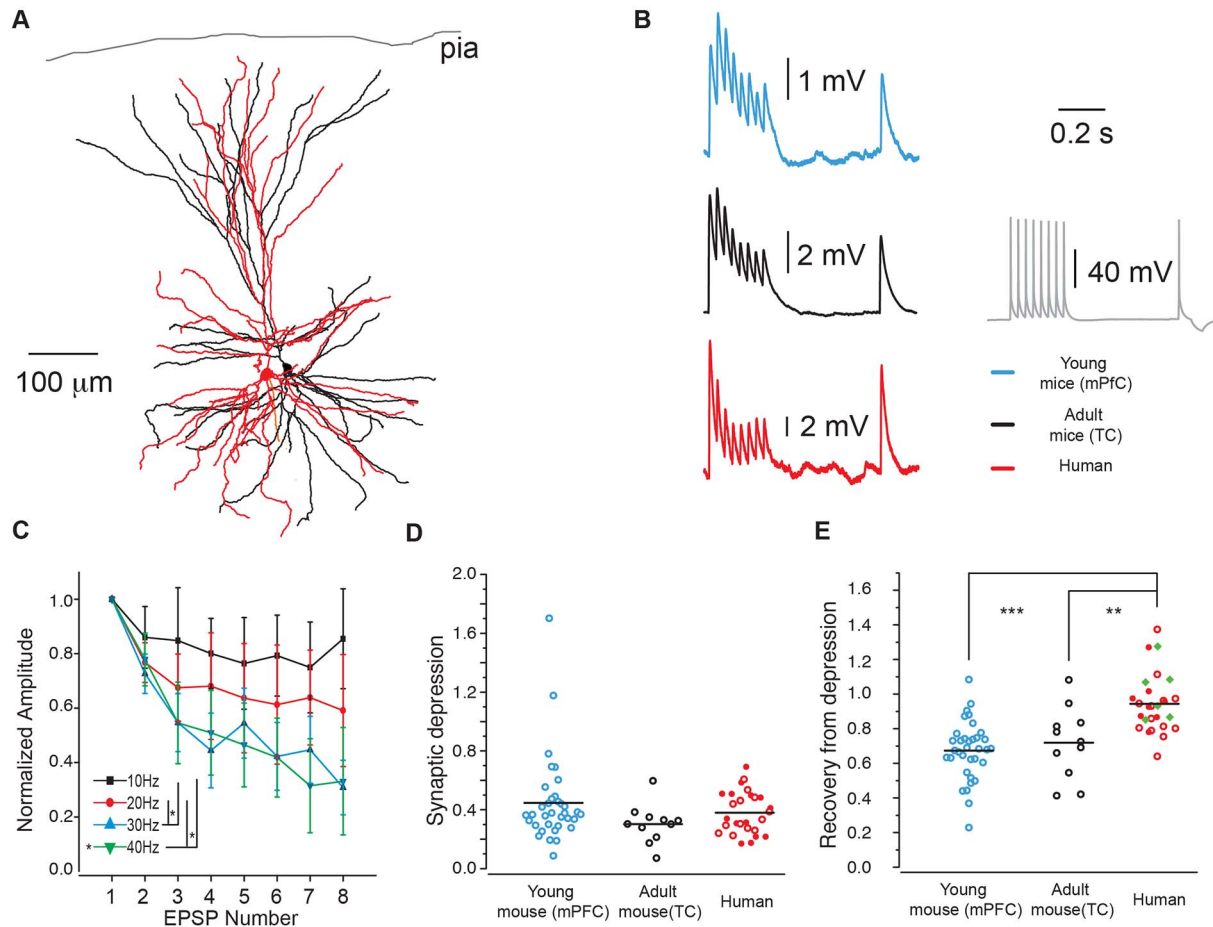 A
pia
100 μm
B
1 mV
0.2 s
2 mV
40 mV
2 mV
Young
mice (mPfC)
Adult
mice (TC)
Human
C
Normalized Amplitude
1.0
0.8
0.6
0.4
0.2
0.0
10Hz
20Hz
30Hz
40Hz
*
*
*
1 2 3 4 5 6 7 8
EPSP Number
D
Synaptic depression
2.0
1.6
1.2
0.8
0.4
0.0
Young
mouse (mPFC)
Adult
mouse(TC)
Human
E
Recovery from depression
1.6
1.4
1.2
1.0
0.8
0.6
0.4
0.2
0.0
***
**
Young
mouse (mPFC)
Adult
mouse(TC)
Human